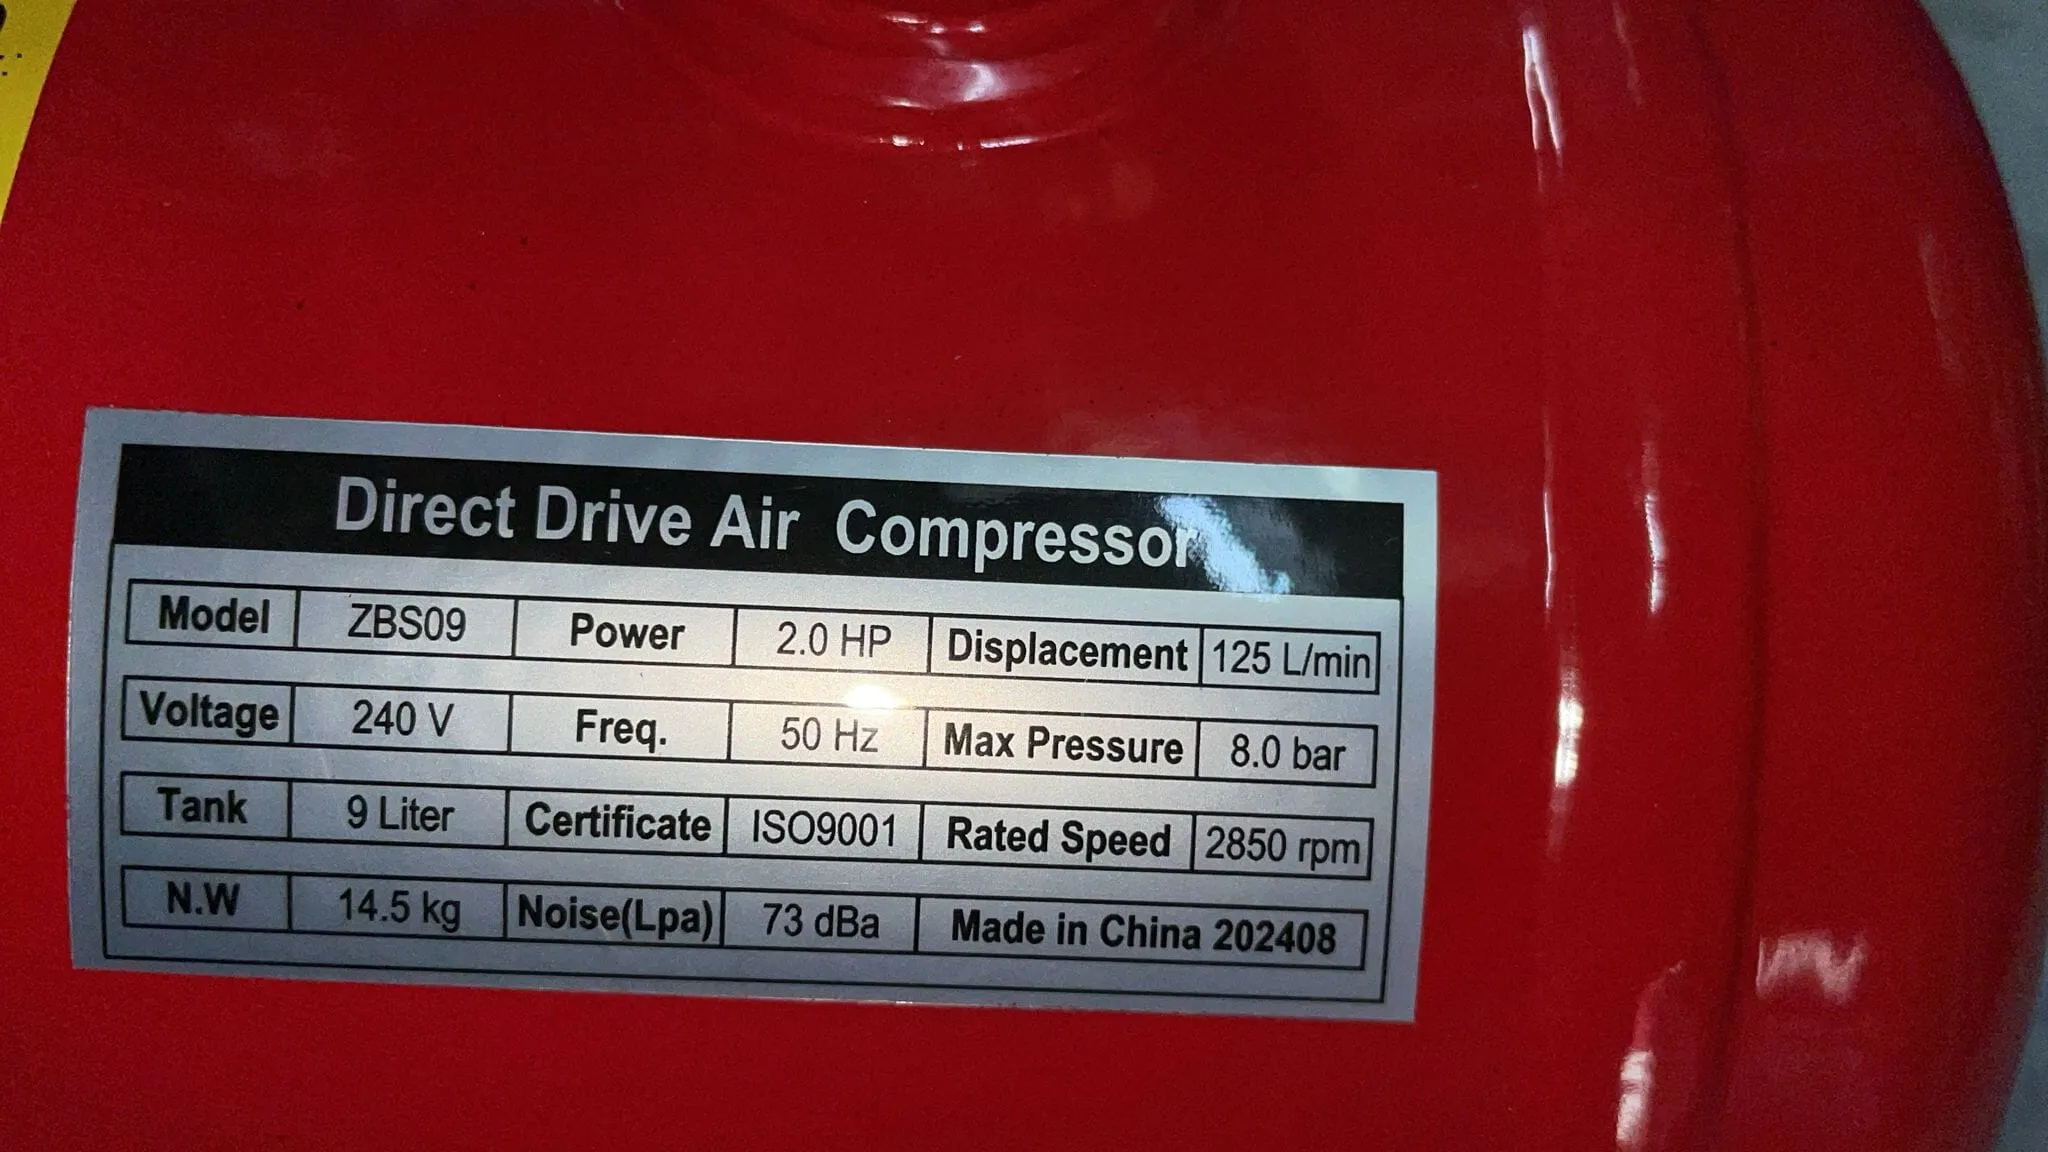 Direct Drive Air Compressor
Model ZBS09 Power 2.0 HP Displacement 125 L/min
Voltage 240 V Freq. 50 Hz Max Pressure 8.0 bar
Tank 9 Liter Certificate ISO9001 Rated Speed 2850 rpm
N.W 14.5 kg Noise(Lpa) 73 dBa Made in China 202408